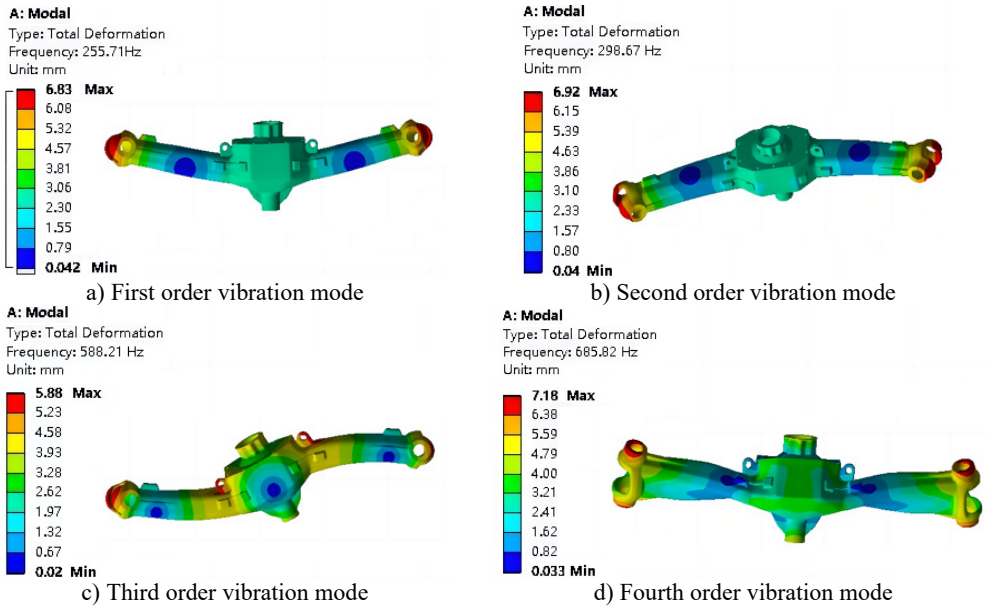 A: Modal
Type: Total Deformation
Frequency: 255.71Hz
Unit: mm
6.83 Max
6.08
5.32
4.57
3.81
3.06
2.30
1.55
0.79
0.042 Min
a) First order vibration mode
A: Modal
Type: Total Deformation
Frequency: 298.67 Hz
Unit: mm
6.92 Max
6.15
5.39
4.63
3.86
3.10
2.33
1.57
0.80
0.04 Min
b) Second order vibration mode
A: Modal
Type: Total Deformation
Frequency: 588.21 Hz
Unit: mm
5.88 Max
5.23
4.58
3.93
3.28
2.62
1.97
1.32
0.67
0.02 Min
c) Third order vibration mode
A: Modal
Type: Total Deformation
Frequency: 685.82 Hz
Unit: mm
7.18 Max
6.38
5.59
4.79
4.00
3.21
2.41
1.62
0.82
0.033 Min
d) Fourth order vibration mode